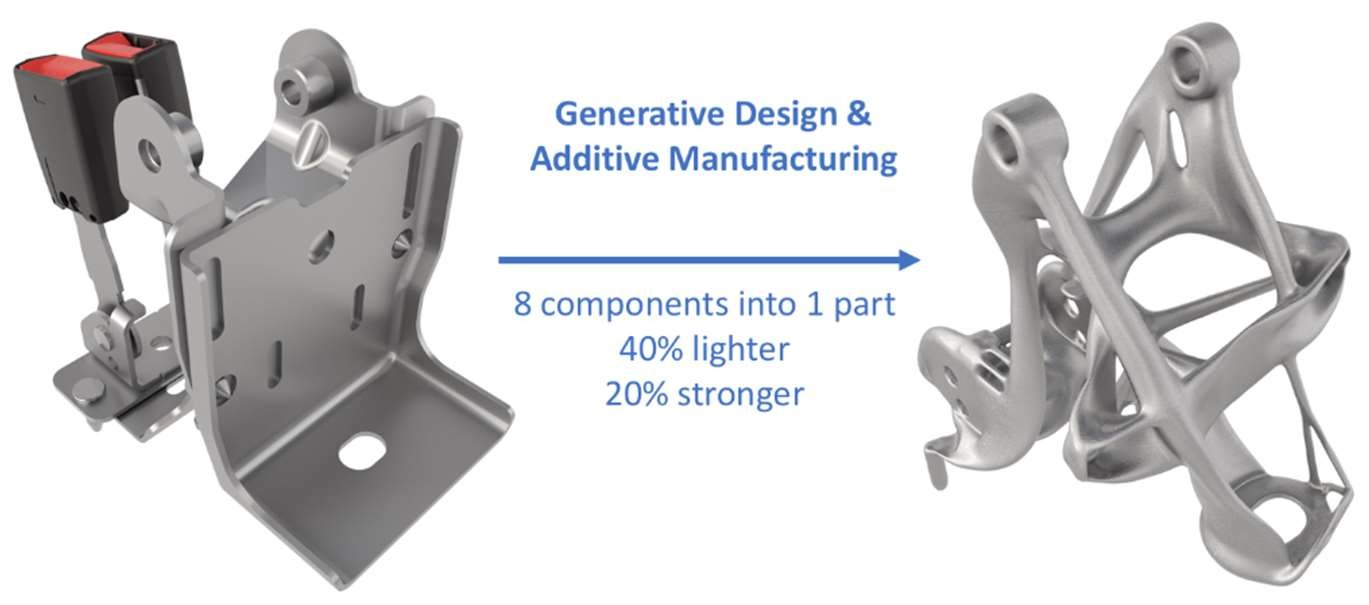 Generative Design &
Additive Manufacturing
8 components into 1 part
40% lighter
20% stronger